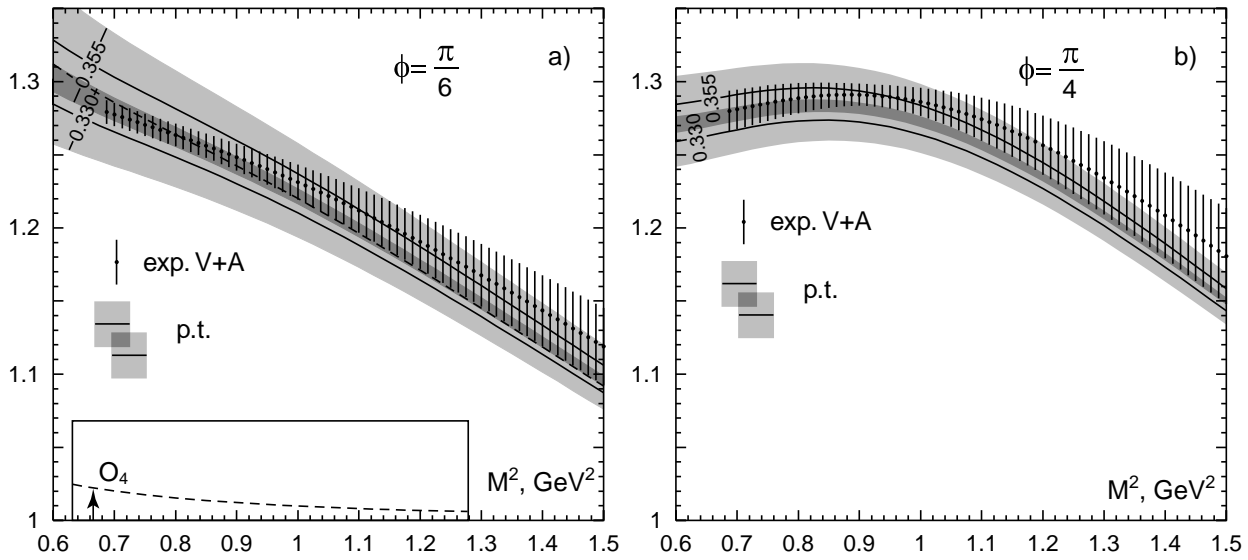 a)
ϕ= π/6
1.3
1.2
1.1
1
−0.355−
−0.330+
exp. V+A
p.t.
O₄
M², GeV²
0.6 0.7 0.8 0.9 1 1.1 1.2 1.3 1.4 1.5
b)
ϕ= π/4
1.3
1.2
1.1
1
0.355
0.330
exp. V+A
p.t.
M², GeV²
0.6 0.7 0.8 0.9 1 1.1 1.2 1.3 1.4 1.5